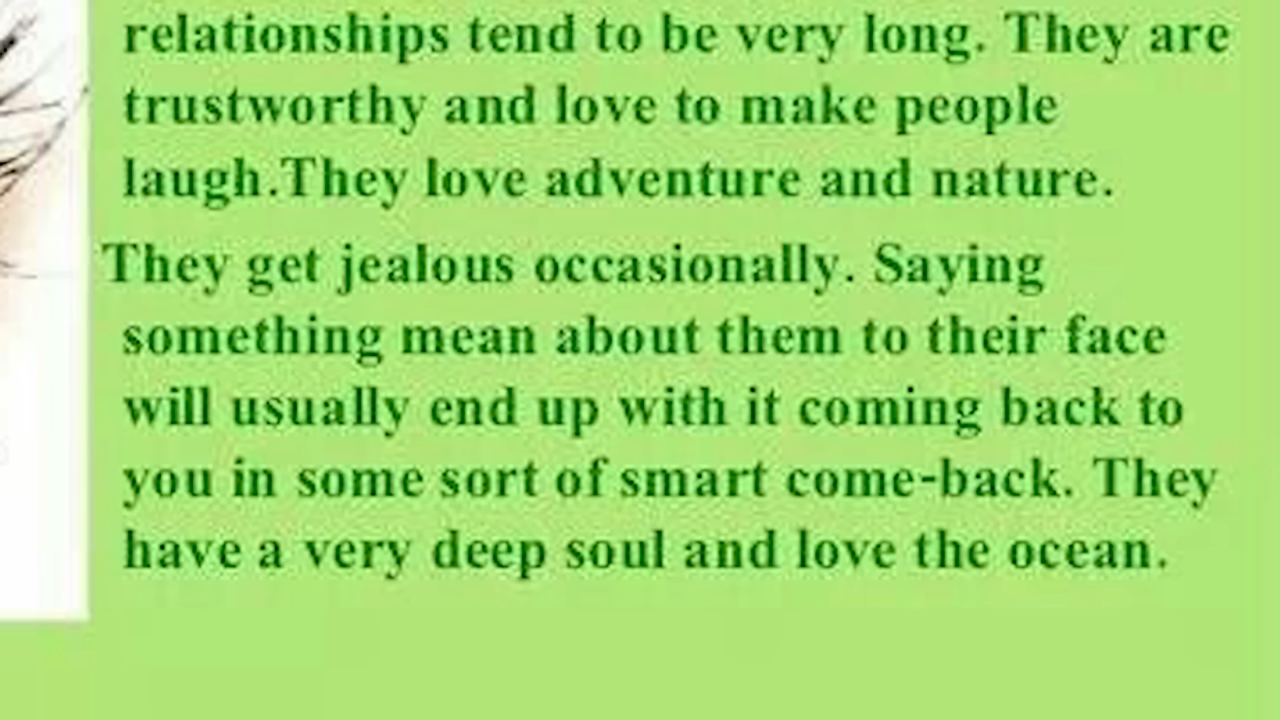 relationships tend to be very long. They are
trustworthy and love to make people
laugh.They love adventure and nature.
They get jealous occasionally. Saying
something mean about them to their face
will usually end up with it coming back to
you in some sort of smart come-back. They
have a very deep soul and love the ocean.